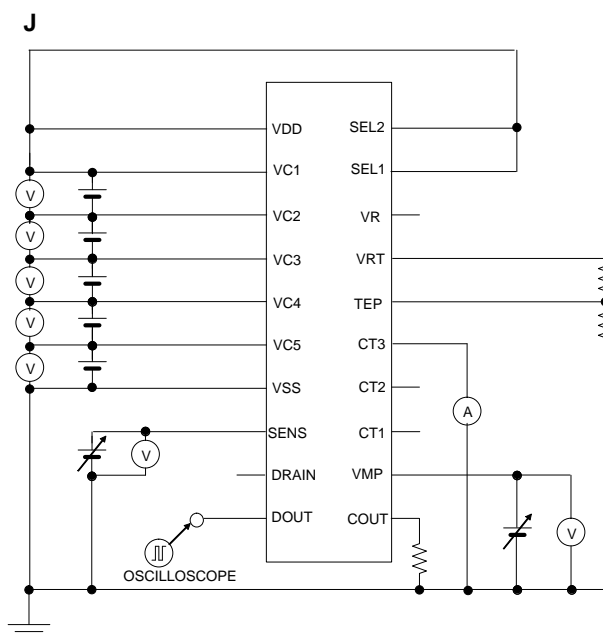 J
VDD
VC1
VC2
VC3
VC4
VC5
VSS
SENS
DRAIN
DOUT
SEL2
SEL1
VR
VRT
TEP
CT3
CT2
CT1
VMP
COUT
V
V
V
V
V
V
A
V
OSCILLOSCOPE